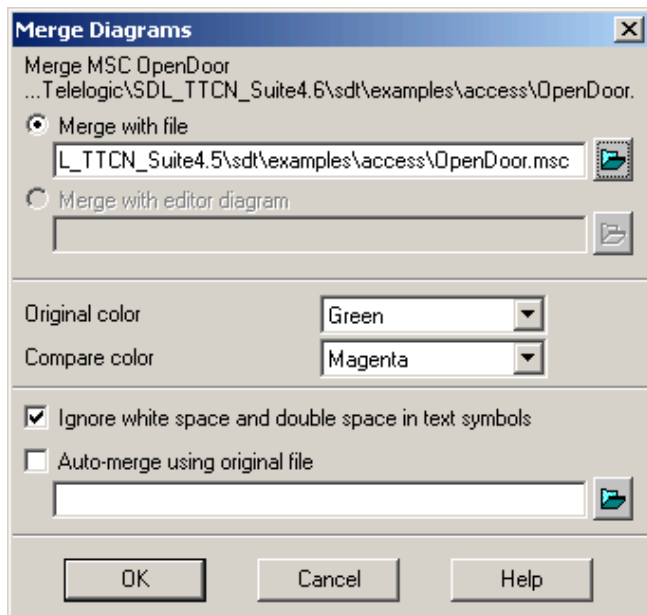 Merge Diagrams
Merge MSC OpenDoor
...Telelogic\SDL_TTCN_Suite4.6\sdt\examples\access\OpenDoor.
Merge with file
L_TTCN_Suite4.5\sdt\examples\access\OpenDoor.msc
Merge with editor diagram
Original color Green
Compare color Magenta
Ignore white space and double space in text symbols
Auto-merge using original file
OK Cancel Help